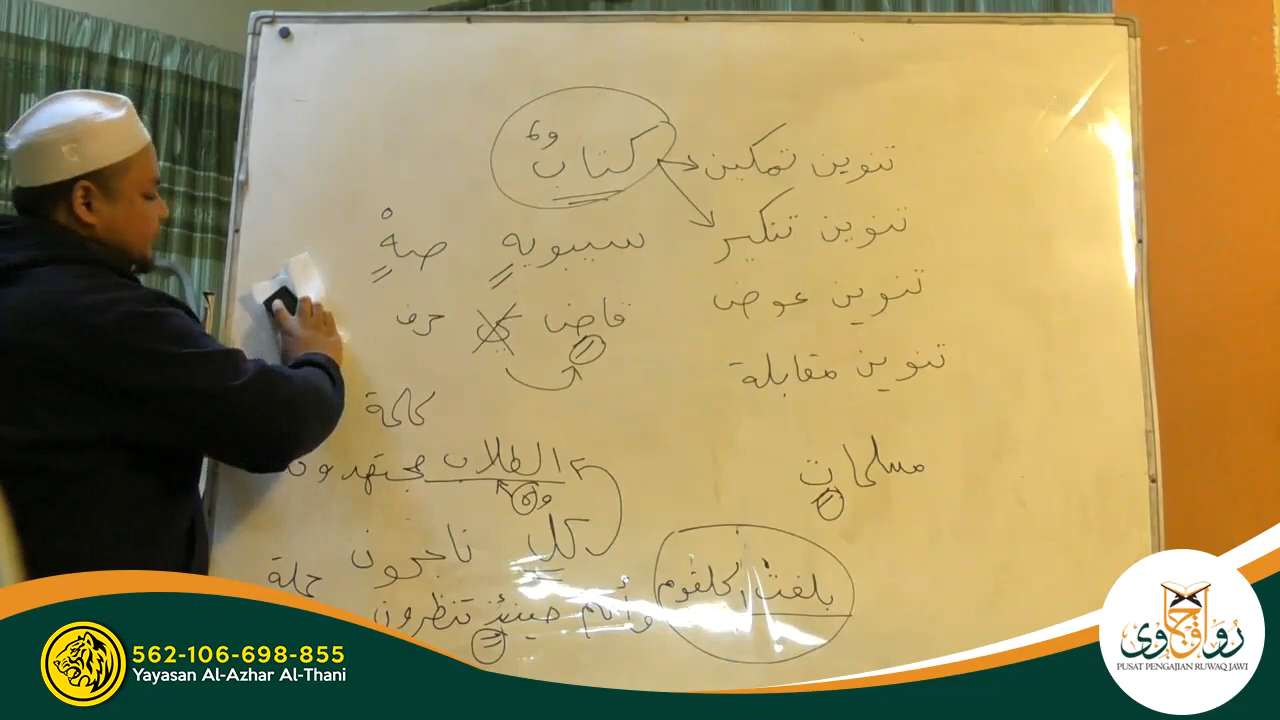 تنوين تمكين كتاب
تنوين تنكير سيبويهٍ صهٍ صهْ
تنوين عوض قاضٍ ي حرف
تنوين مقابلة
كلمة
مسلماتٍ الطلاب مجتهدون
كل ناجحون
بلغت الحلقوم وأنتم حينئذٍ تنظرون جملة
562-106-698-855
Yayasan Al-Azhar Al-Thani
رواق جاوي
PUSAT PENGAJIAN RUWAQ JAWI